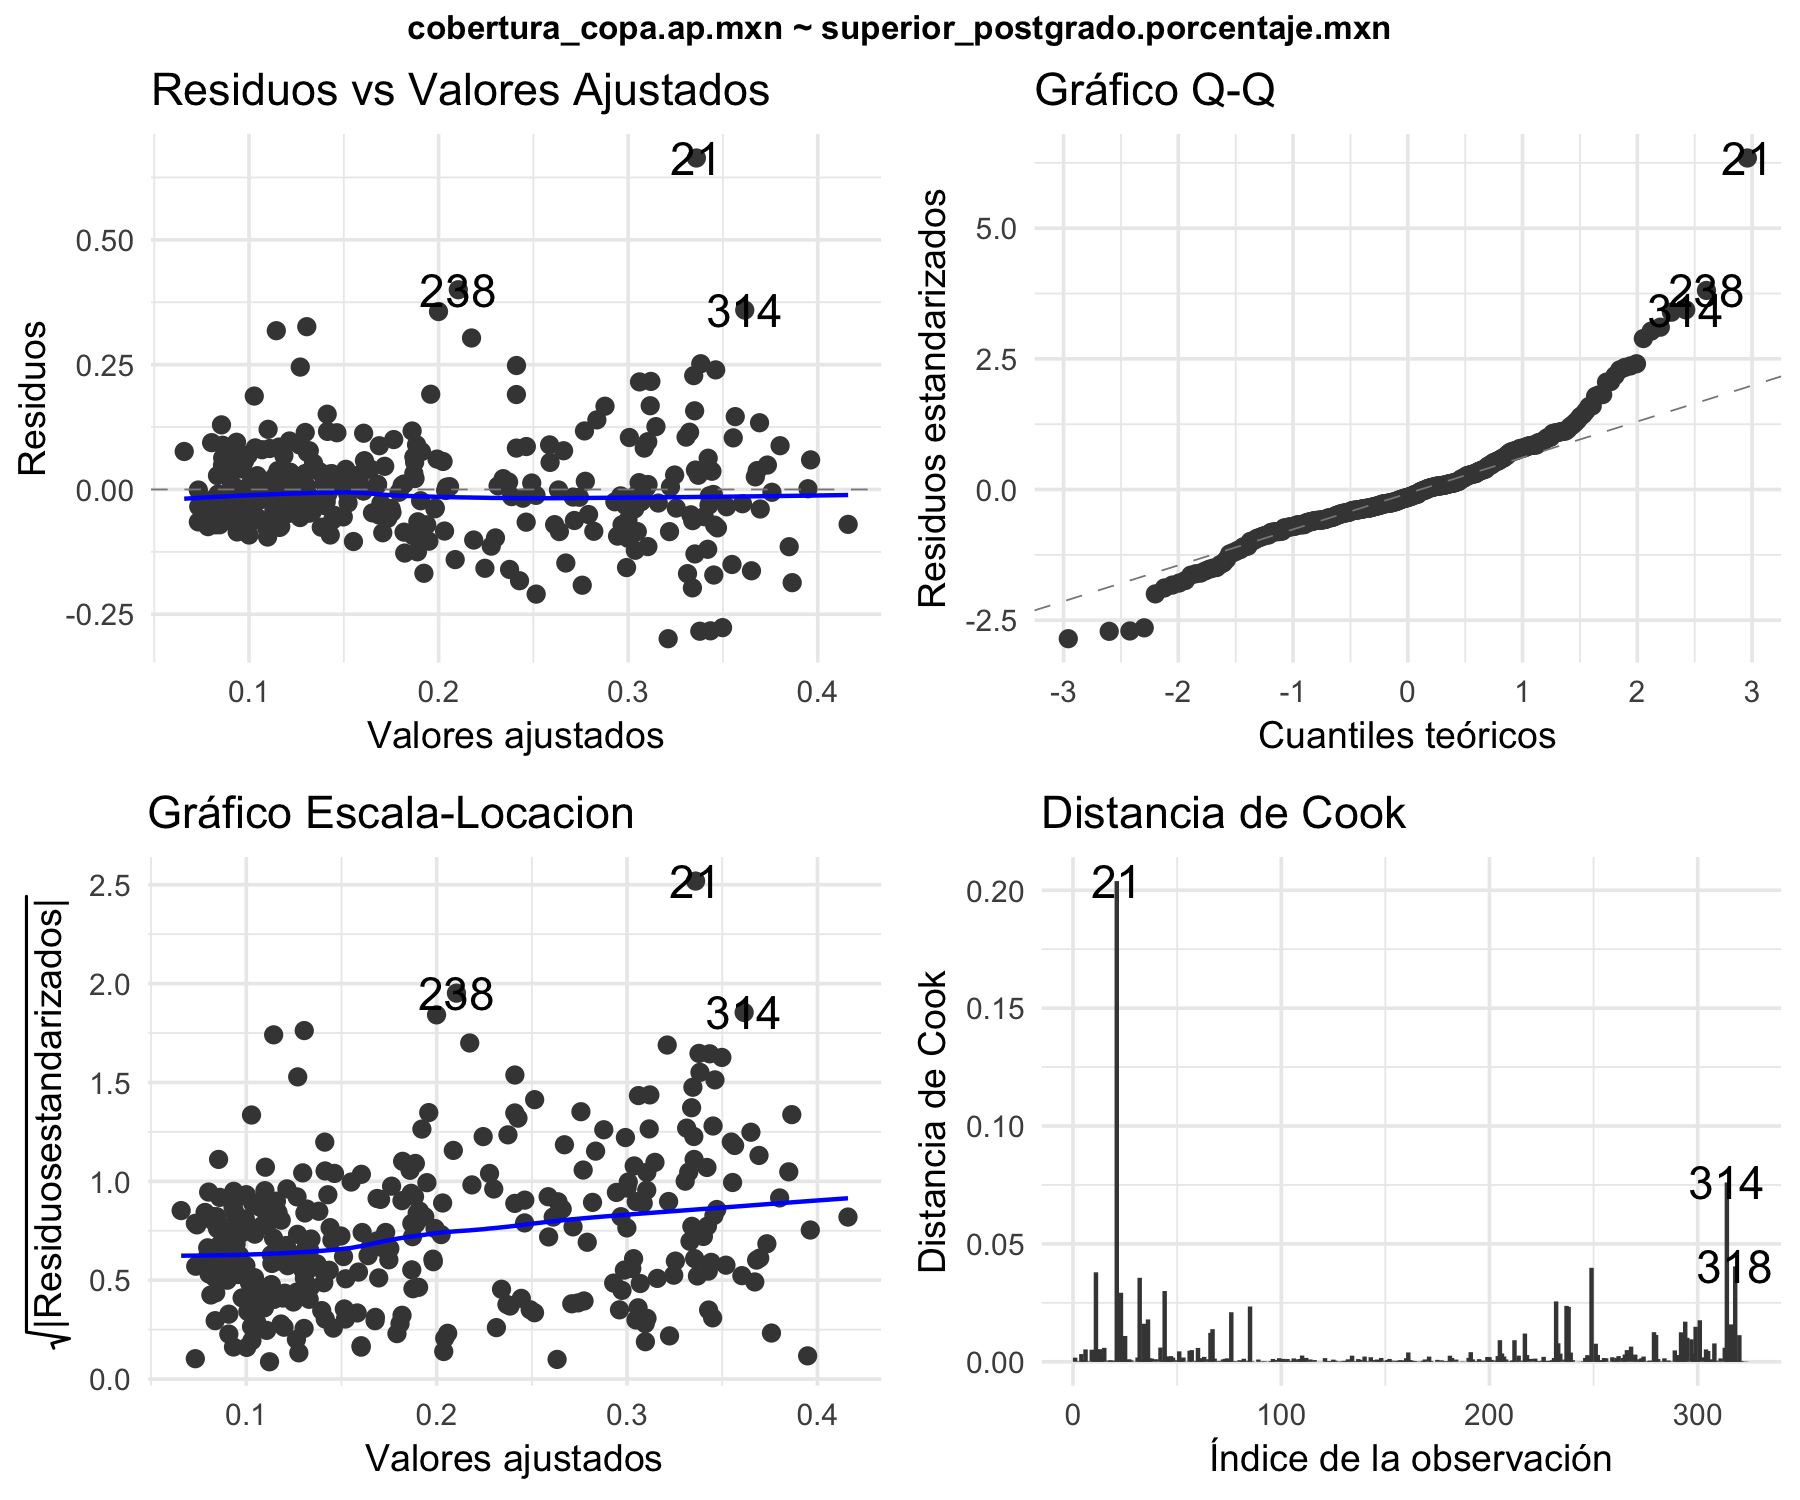 cobertura_copa.ap.mxn ~ superior_postgrado.porcentaje.mxn
Residuos vs Valores Ajustados
Residuos
0.50
0.25
0.00
-0.25
21
238
314
0.1 0.2 0.3 0.4
Valores ajustados
Gráfico Q-Q
Residuos estandarizados
5.0
2.5
0.0
-2.5
21
238
314
-3 -2 -1 0 1 2 3
Cuantiles teóricos
Gráfico Escala-Locacion
√|Residuosestandarizados|
2.5
2.0
1.5
1.0
0.5
0.0
21
238
314
0.1 0.2 0.3 0.4
Valores ajustados
Distancia de Cook
Distancia de Cook
0.20
0.15
0.10
0.05
0.00
21
314
318
0 100 200 300
Índice de la observación